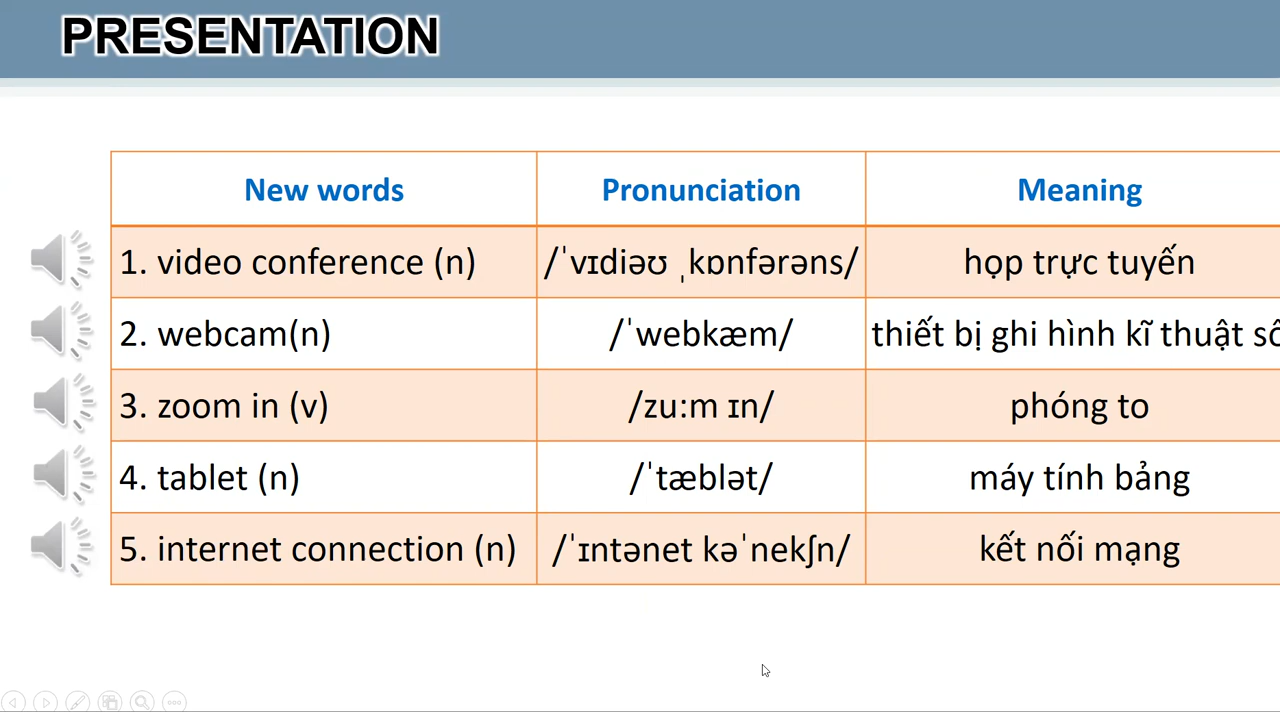 PRESENTATION
New words Pronunciation Meaning
1. video conference (n) /ˈvɪdiəʊ ˌkɒnfərəns/ họp trực tuyến
2. webcam(n) /ˈwebkæm/ thiết bị ghi hình kĩ thuật số
3. zoom in (v) /zu:m ɪn/ phóng to
4. tablet (n) /ˈtæblət/ máy tính bảng
5. internet connection (n) /ˈɪntənet kəˈnekʃn/ kết nối mạng